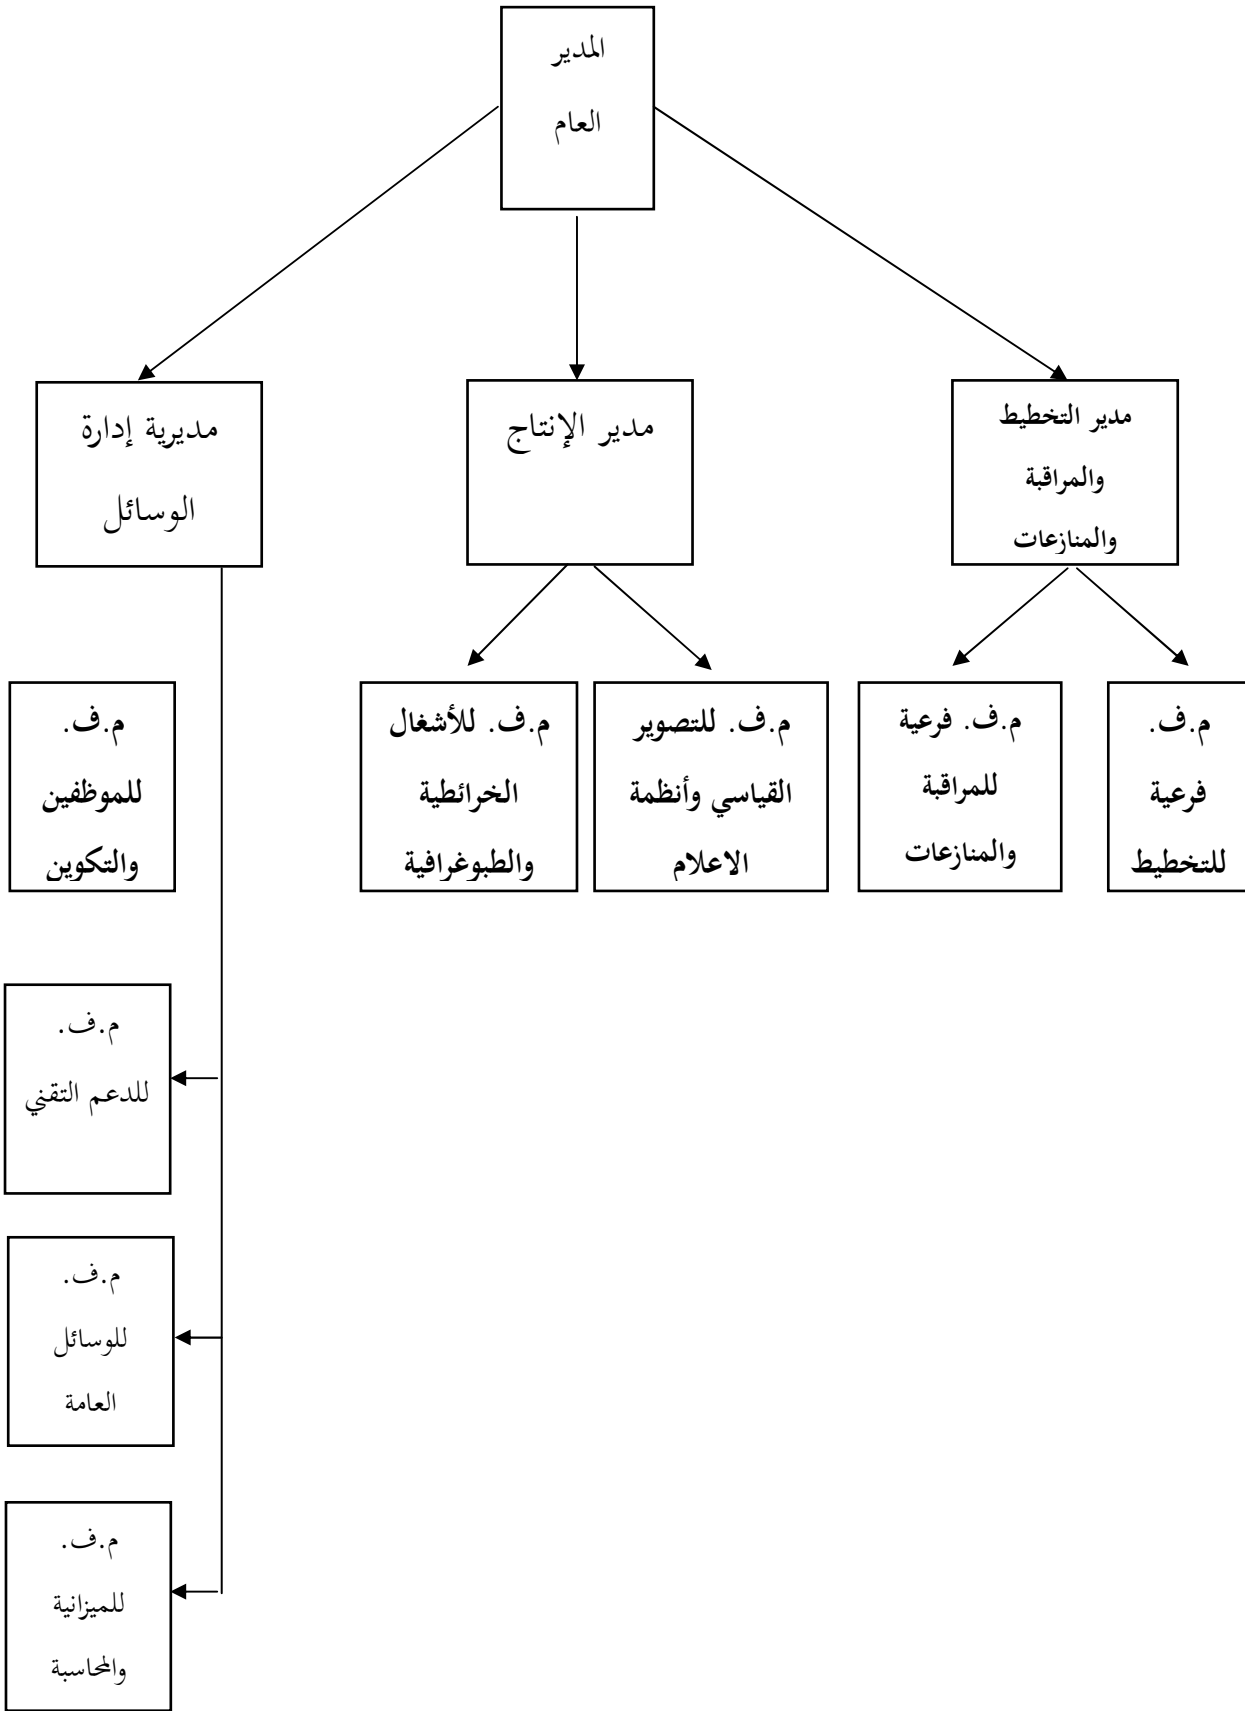 المدير
العام
مدير التخطيط
والمراقبة
والمنازعات
مدير الإنتاج
مديرية إدارة
الوسائل
م.ف.
فرعية
للتخطيط
م.ف. فرعية
للمراقبة
والمنازعات
م.ف. للتصوير
القياسي وأنظمة
الاعلام
م.ف. للأشغال
الخرائطية
والطبوغرافية
م.ف.
للموظفين
والتكوين
م.ف.
للدعم التقني
م.ف.
للوسائل
العامة
م.ف.
للميزانية
والمحاسبة